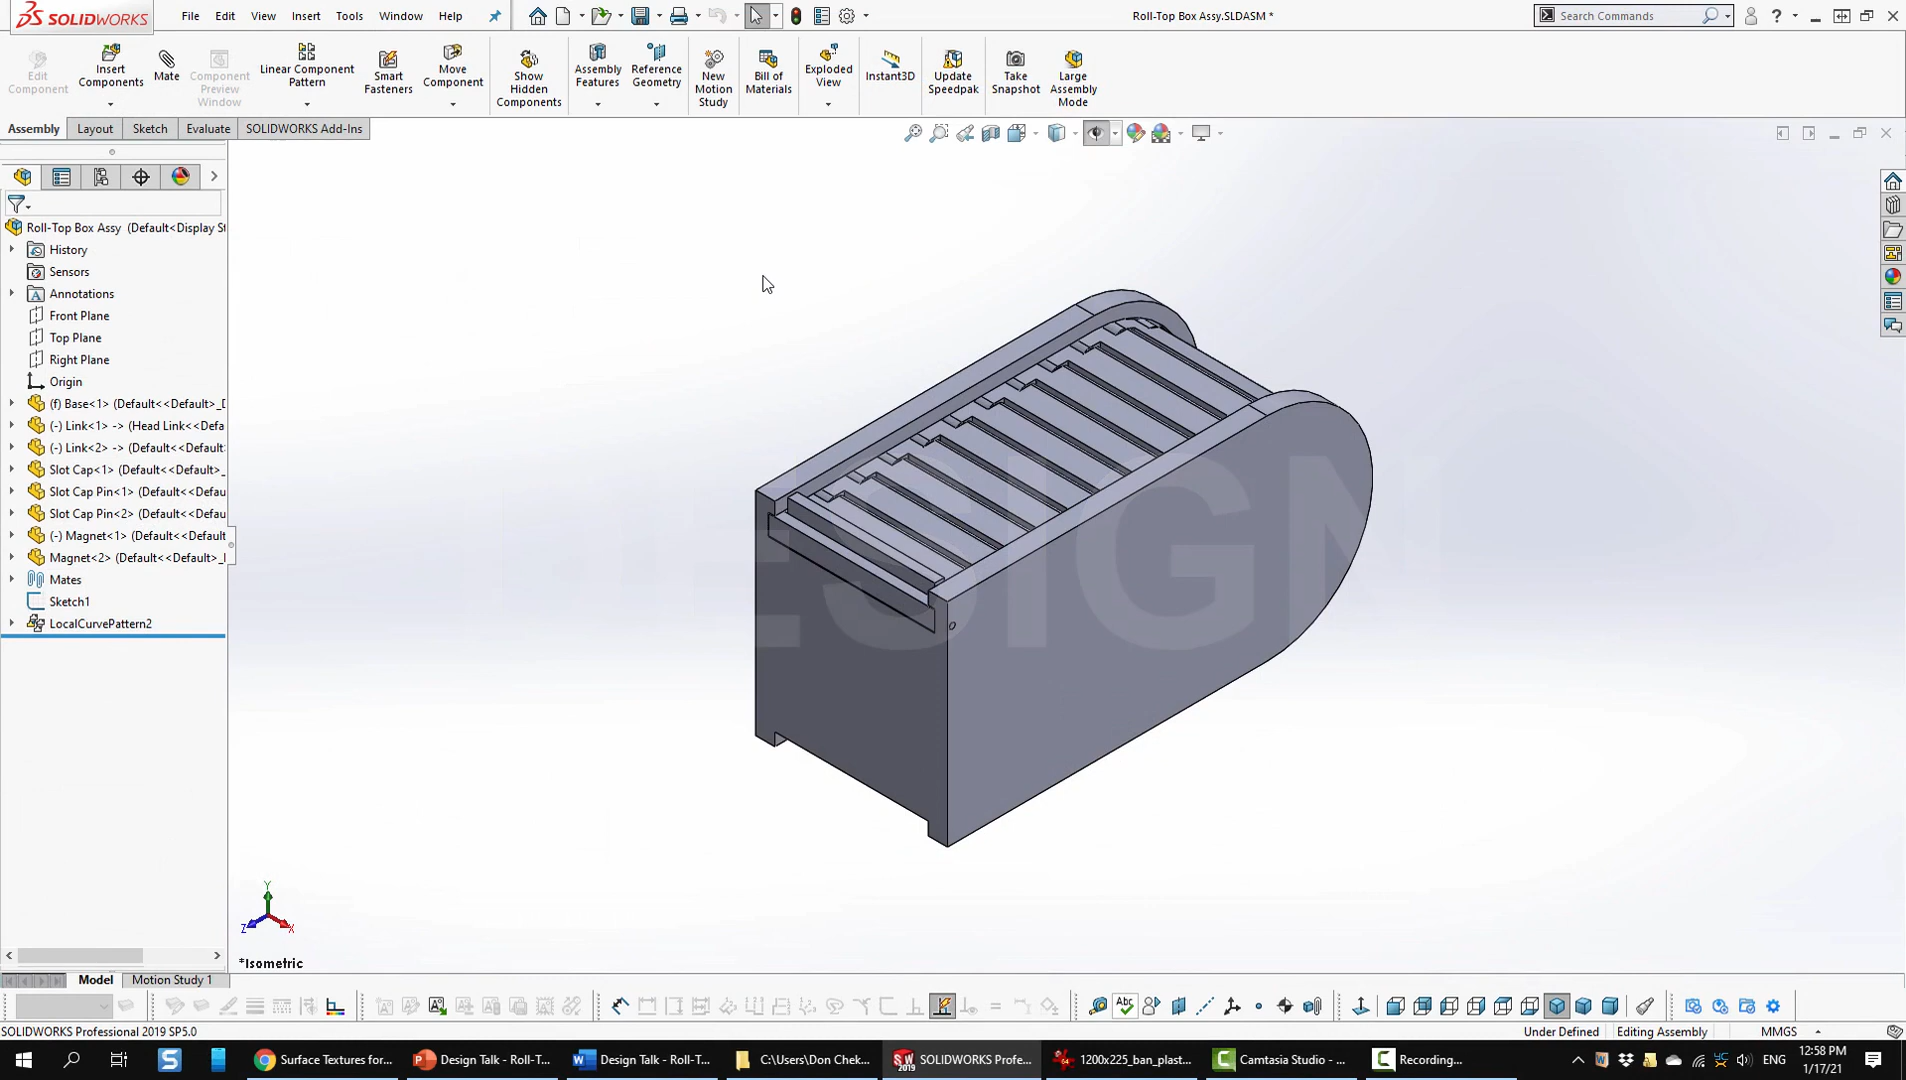 SOLIDWORKS File Edit View Insert Tools Window Help Roll-Top Box Assy.SLDASM * Search Commands
Edit Component
Insert Components
Mate
Component Preview Window
Linear Component Pattern
Smart Fasteners
Move Component
Show Hidden Components
Assembly Features
Reference Geometry
New Motion Study
Bill of Materials
Exploded View
Instant3D
Update Speedpak
Take Snapshot
Large Assembly Mode
Assembly Layout Sketch Evaluate SOLIDWORKS Add-Ins
Roll-Top Box Assy (Default<Display St
History
Sensors
Annotations
Front Plane
Top Plane
Right Plane
Origin
(f) Base<1> (Default<<Default>_D
(-) Link<1> -> (Head Link<<Defa
(-) Link<2> -> (Default<<Default>
Slot Cap<1> (Default<<Default>_
Slot Cap Pin<1> (Default<<Defau
Slot Cap Pin<2> (Default<<Defau
(-) Magnet<1> (Default<<Default
Magnet<2> (Default<<Default>_
Mates
Sketch1
LocalCurvePattern2
DESIGN
Y
Z X
*Isometric
Model Motion Study 1
SOLIDWORKS Professional 2019 SP5.0 Under Defined Editing Assembly MMGS
Surface Textures for... Design Talk - Roll-T... Design Talk - Roll-T... C:\Users\Don Chek... SOLIDWORKS Profe... 1200x225_ban_plast... Camtasia Studio - ... Recording... ENG 12:58 PM
1/17/21